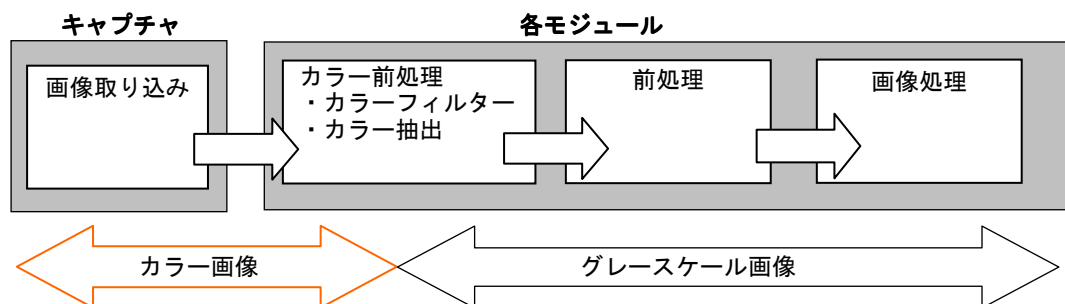 キャプチャ
各モジュール
画像取り込み
カラー前処理
・カラーフィルター
・カラー抽出
前処理
画像処理
カラー画像
グレースケール画像